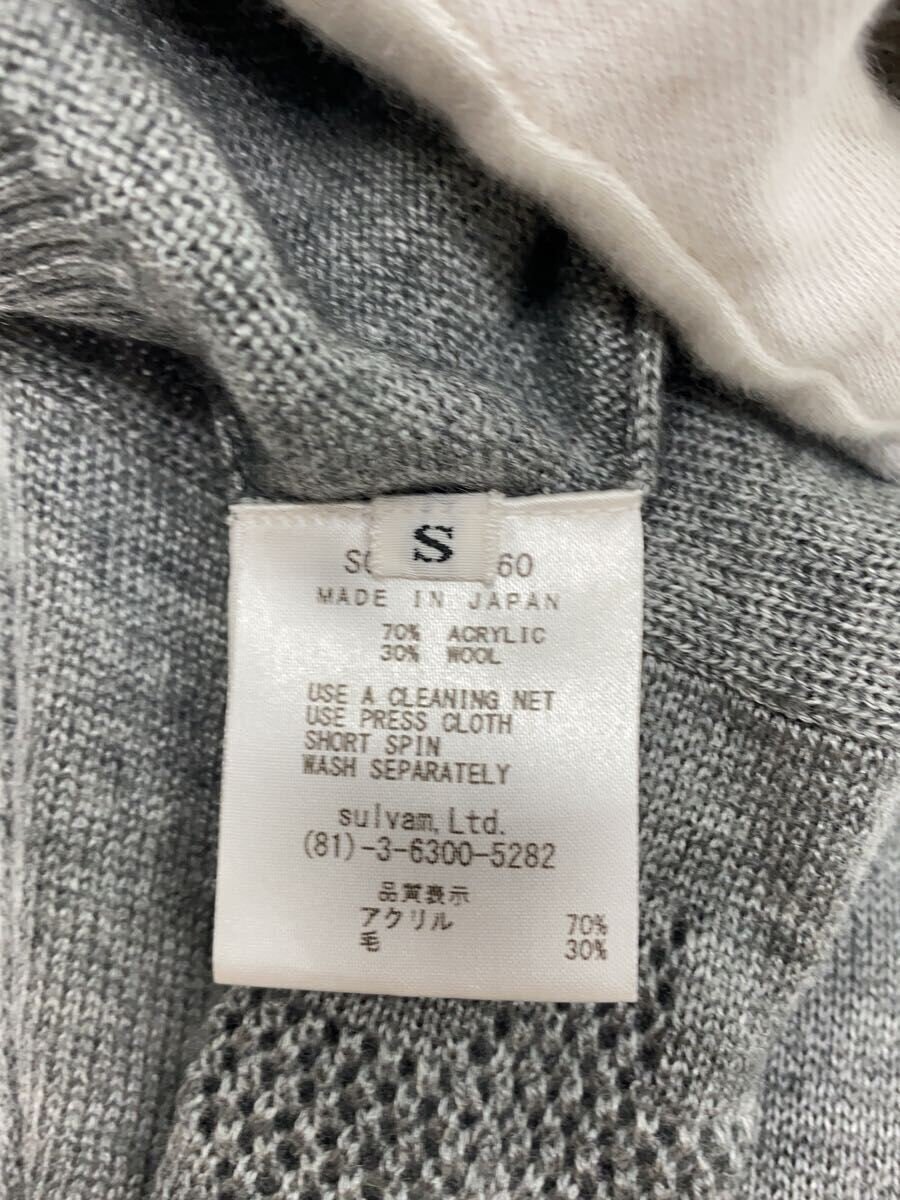 S
60
MADE IN JAPAN
70% ACRYLIC
30% WOOL
USE A CLEANING NET
USE PRESS CLOTH
SHORT SPIN
WASH SEPARATELY
sulvam, Ltd.
(81)-3-6300-5282
品質表示
アクリル 70%
毛 30%